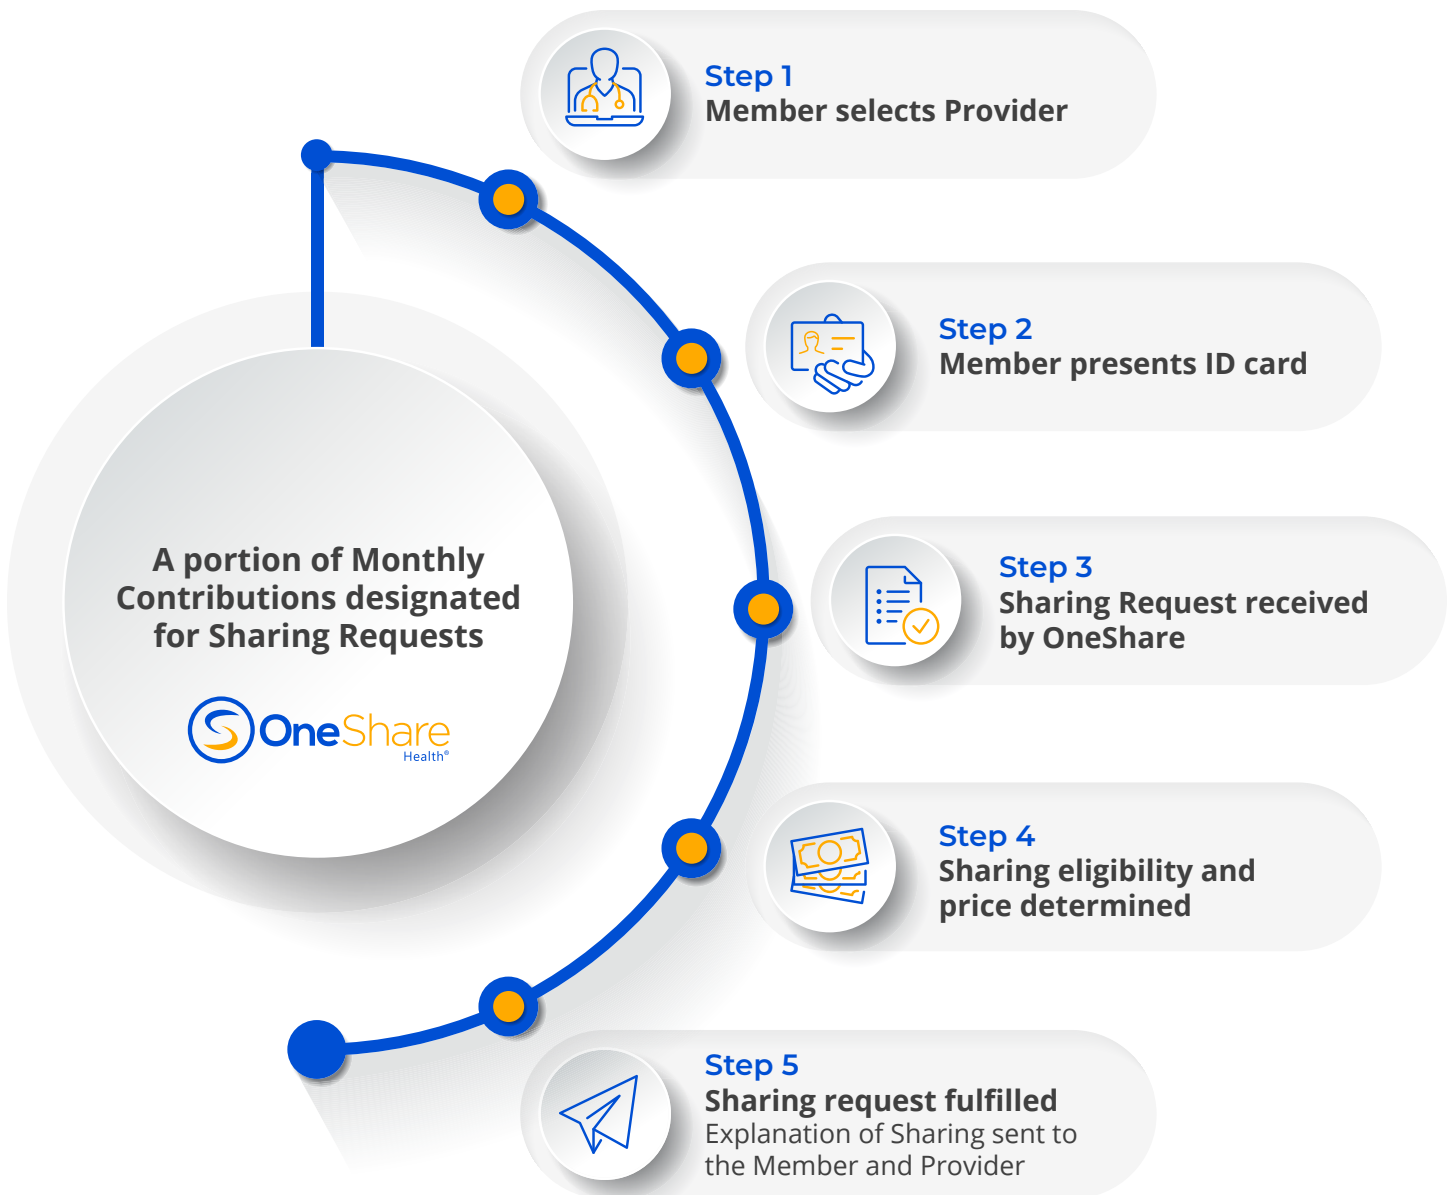 Step 1
Member selects Provider
Step 2
Member presents ID card
A portion of Monthly
Contributions designated
for Sharing Requests
OneShare
Health®
Step 3
Sharing Request received
by OneShare
Step 4
Sharing eligibility and
price determined
Step 5
Sharing request fulfilled
Explanation of Sharing sent to
the Member and Provider